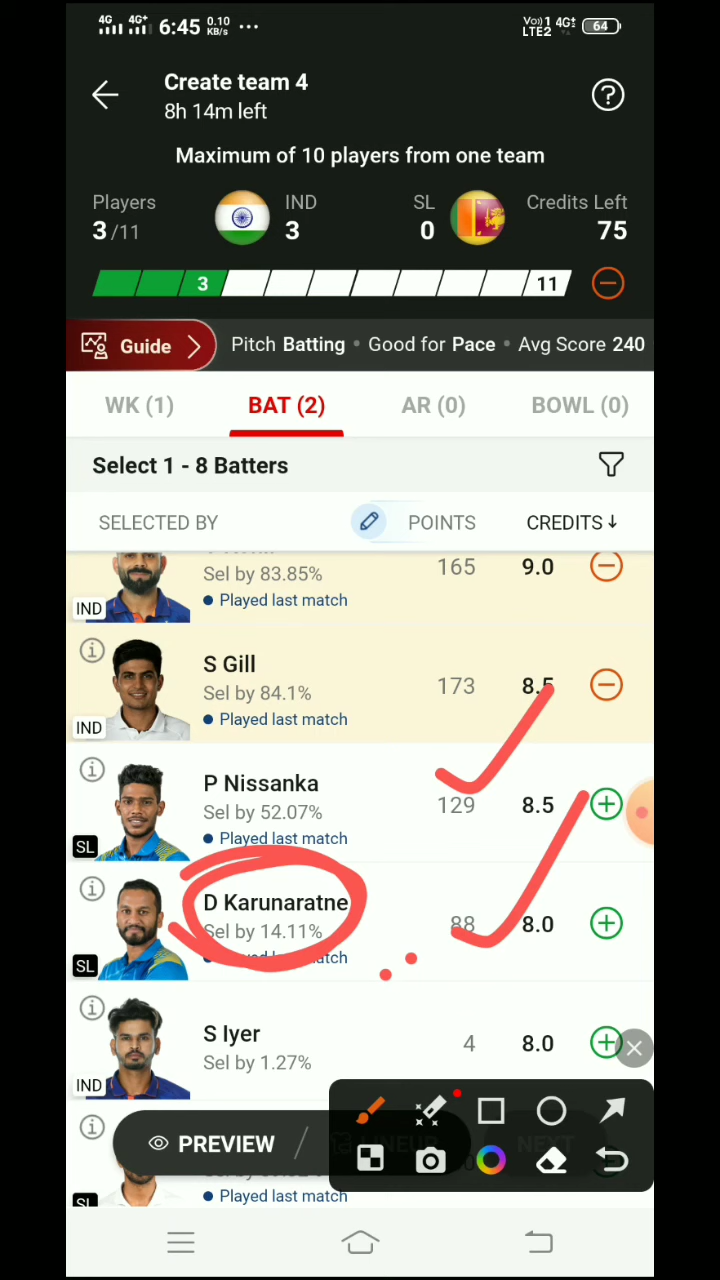 4G 4G+ 6:45 0.10 KB/s ...
Vo)) 1 LTE2 4G 64
Create team 4
8h 14m left
Maximum of 10 players from one team
Players IND SL Credits Left
3/11 3 0 75
3 11
Guide Pitch Batting • Good for Pace • Avg Score 240
WK (1) BAT (2) AR (0) BOWL (0)
Select 1 - 8 Batters
SELECTED BY POINTS CREDITS↓
Sel by 83.85% 165 9.0
IND • Played last match
S Gill
Sel by 84.1% 173 8.5
IND • Played last match
P Nissanka
Sel by 52.07% 129 8.5
SL • Played last match
D Karunaratne
Sel by 14.11% 88 8.0
SL
S Iyer
Sel by 1.27% 4 8.0
IND
PREVIEW /
SL • Played last match